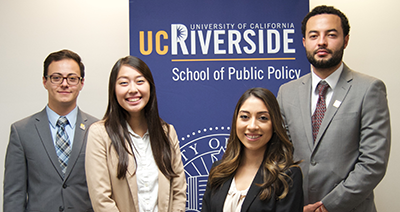 UNIVERSITY OF CALIFORNIA
UCRIVERSIDE
School of Public Policy